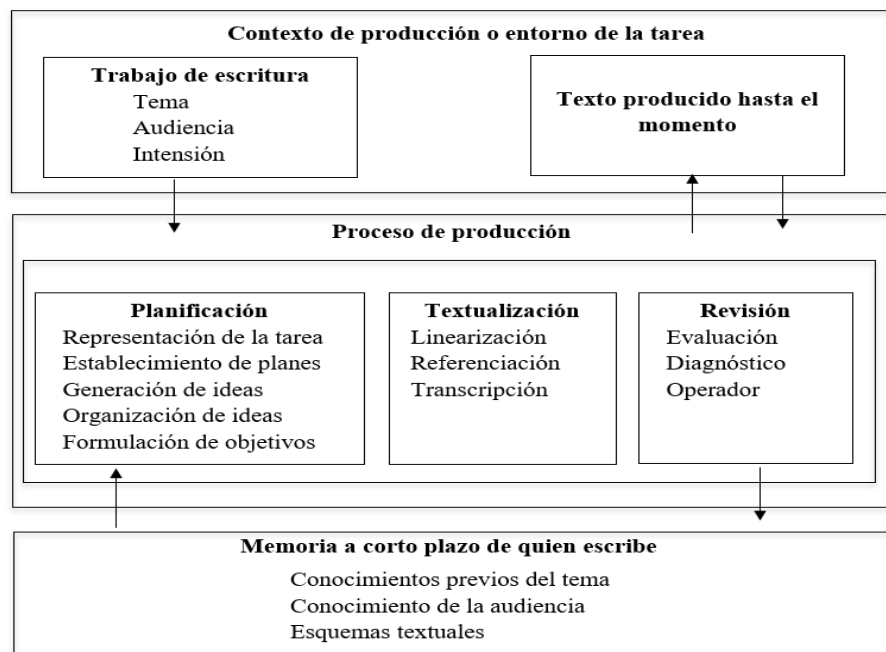 Contexto de producción o entorno de la tarea
Trabajo de escritura
Tema
Audiencia
Intensión
Texto producido hasta el
momento
Proceso de producción
Planificación
Representación de la tarea
Establecimiento de planes
Generación de ideas
Organización de ideas
Formulación de objetivos
Textualización
Linearización
Referenciación
Transcripción
Revisión
Evaluación
Diagnóstico
Operador
Memoria a corto plazo de quien escribe
Conocimientos previos del tema
Conocimiento de la audiencia
Esquemas textuales